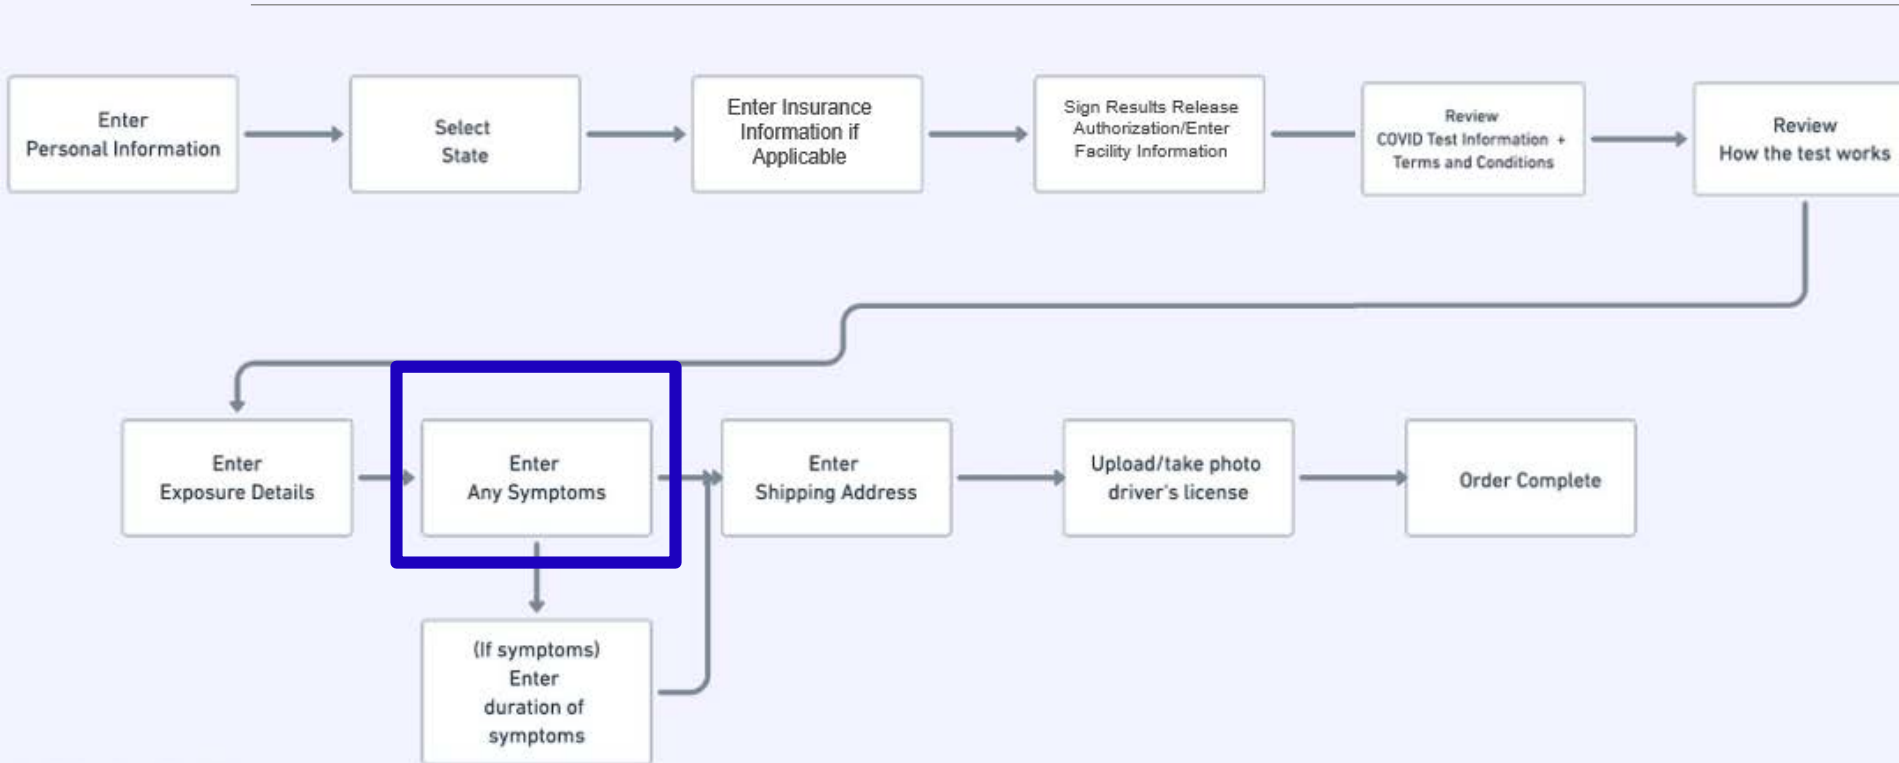 Enter
Personal Information
Select
State
Enter Insurance
Information if
Applicable
Sign Results Release
Authorization/Enter
Facility Information
Review
COVID Test Information +
Terms and Conditions
Review
How the test works
Enter
Exposure Details
Enter
Any Symptoms
Enter
Shipping Address
Upload/take photo
driver's license
Order Complete
(If symptoms)
Enter
duration of
symptoms